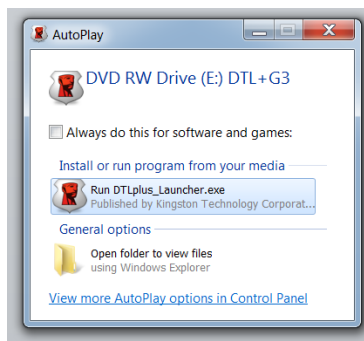 AutoPlay
DVD RW Drive (E:) DTL+G3
Always do this for software and games:
Install or run program from your media
Run DTLplus_Launcher.exe
Published by Kingston Technology Corporat...
General options
Open folder to view files
using Windows Explorer
View more AutoPlay options in Control Panel